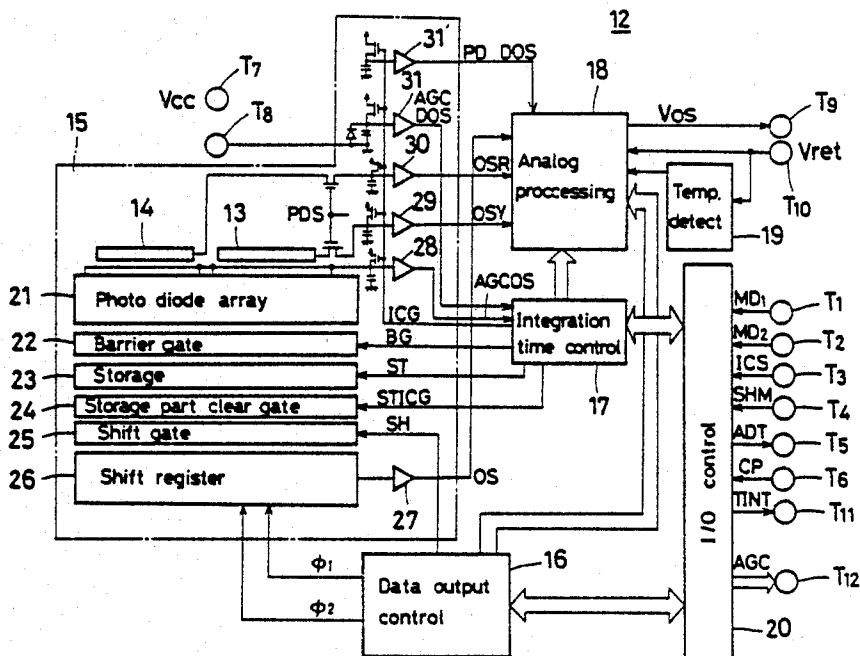 12
31'
PD DOS
18
T7
Vcc
T8
31
AGC
DOS
VOS
T9
15
30
OSR
Analog
proccessing
Vret
T10
14
13
PDS
29
OSY
Temp.
detect
19
28
AGCOS
21
Photo diode array
ICG
Integration
time control
17
MD1
T1
22
Barrier gate
BG
MD2
T2
23
Storage
ST
ICS
T3
24
Storage part clear gate
STICG
SHM
T4
25
Shift gate
SH
ADT
T5
26
Shift register
27
OS
CP
T6
TINT
T11
I/O control
16
AGC
T12
ϕ1
ϕ2
Data output
control
20